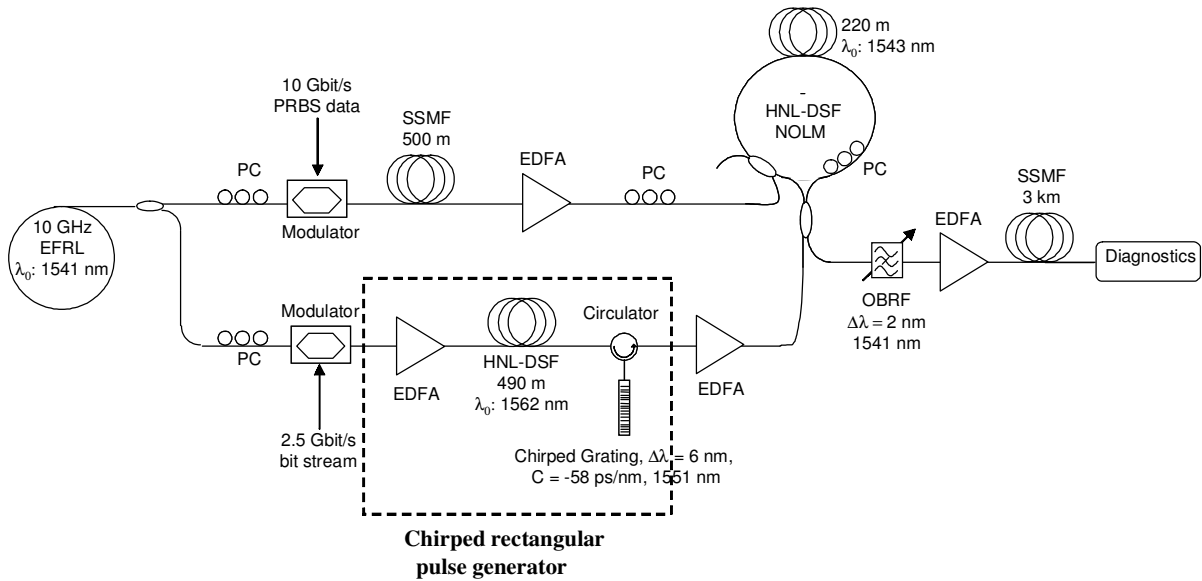 220 m
λ₀: 1543 nm
10 Gbit/s
PRBS data
SSMF
500 m
-
HNL-DSF
NOLM
EDFA
PC
PC
PC
SSMF
3 km
10 GHz
EFRL
λ₀: 1541 nm
Modulator
EDFA
Diagnostics
Modulator
Circulator
OBRF
Δλ = 2 nm
1541 nm
PC
HNL-DSF
490 m
λ₀: 1562 nm
EDFA
EDFA
2.5 Gbit/s
bit stream
Chirped Grating, Δλ = 6 nm,
C = -58 ps/nm, 1551 nm
Chirped rectangular
pulse generator